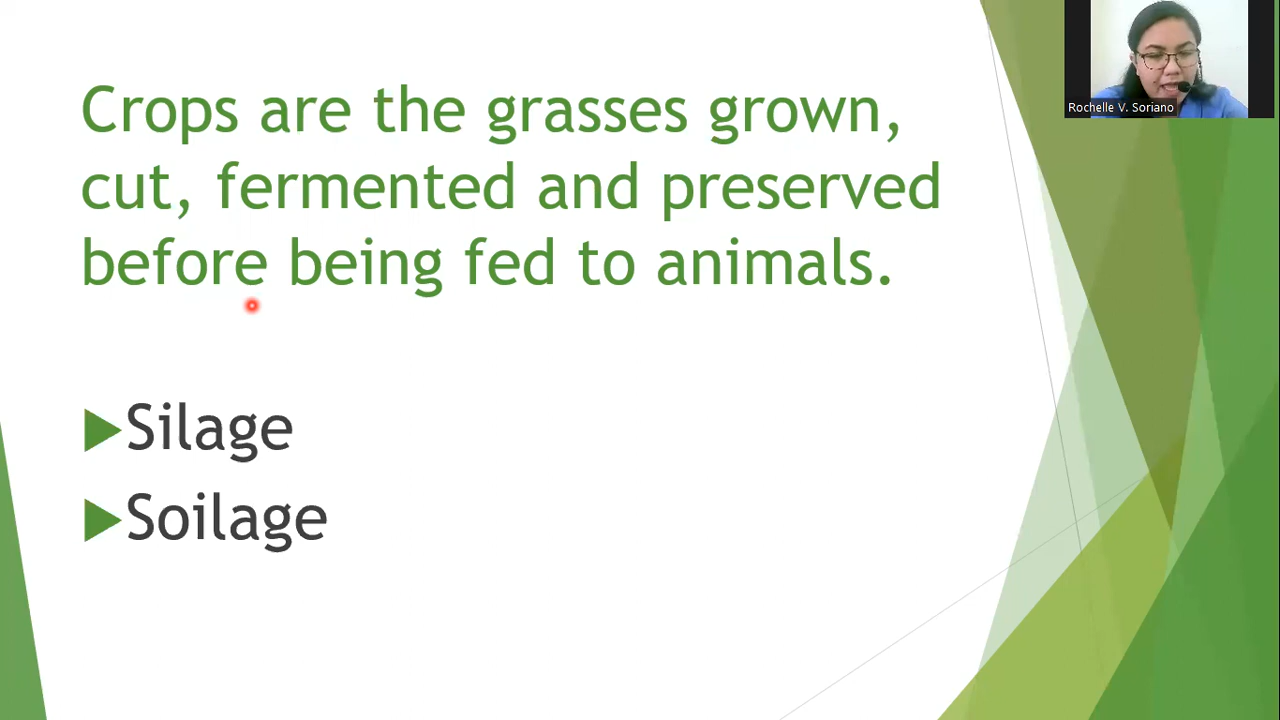 Crops are the grasses grown,
cut, fermented and preserved
before being fed to animals.
Silage
Soilage
Rochelle V. Soriano